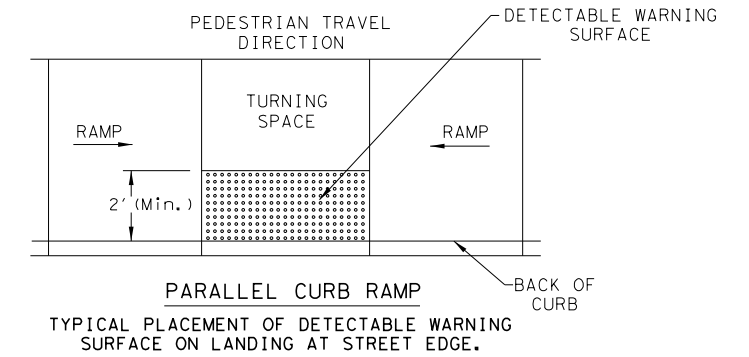 PEDESTRIAN TRAVEL
DIRECTION
DETECTABLE WARNING
SURFACE
TURNING
SPACE
RAMP
RAMP
2' (Min.)
BACK OF
CURB
PARALLEL CURB RAMP
TYPICAL PLACEMENT OF DETECTABLE WARNING
SURFACE ON LANDING AT STREET EDGE.